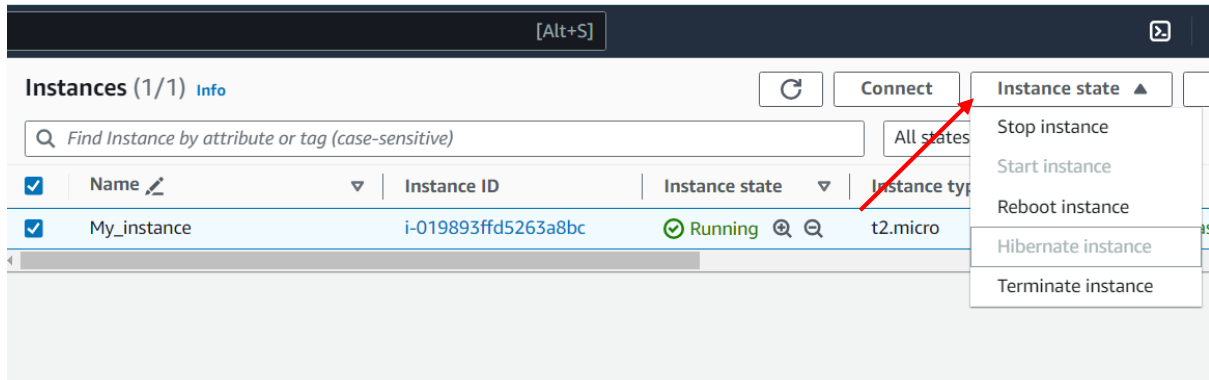 [Alt+S]
Instances (1/1) Info
Connect
Instance state
Find Instance by attribute or tag (case-sensitive)
All states
Stop instance
Start instance
Name
Instance ID
Instance state
Instance typ
Reboot instance
My_instance
i-019893ffd5263a8bc
Running
t2.micro
Hibernate instance
Terminate instance